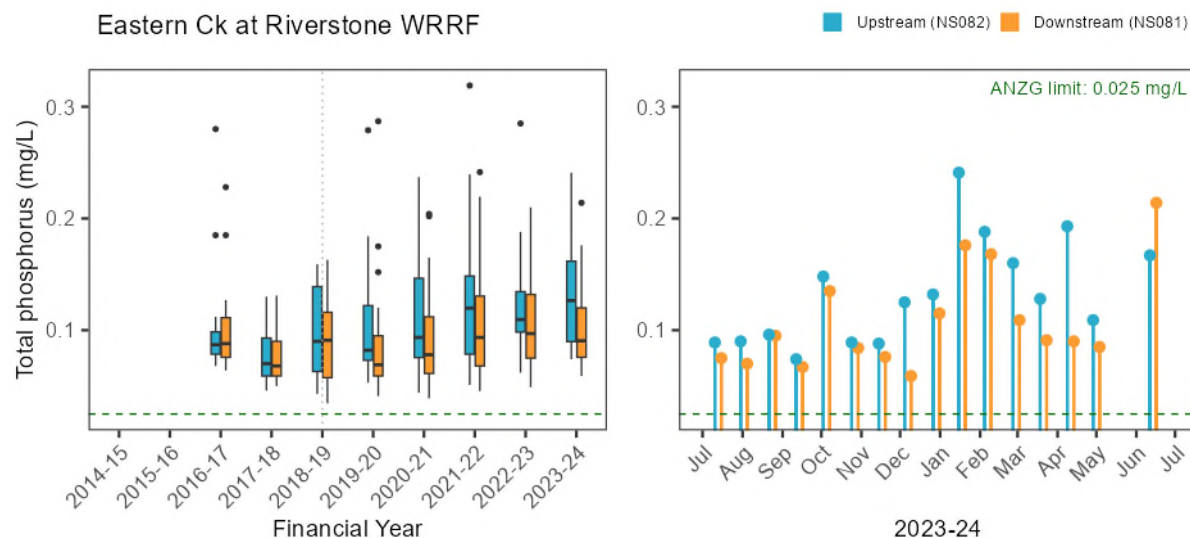 Eastern Ck at Riverstone WRRF
Upstream (NS082)
Downstream (NS081)
Total phosphorus (mg/L)
0.3
0.2
0.1
2014-15
2015-16
2016-17
2017-18
2018-19
2019-20
2020-21
2021-22
2022-23
2023-24
Financial Year
ANZG limit: 0.025 mg/L
0.3
0.2
0.1
Jul
Aug
Sep
Oct
Nov
Dec
Jan
Feb
Mar
Apr
May
Jun
Jul
2023-24